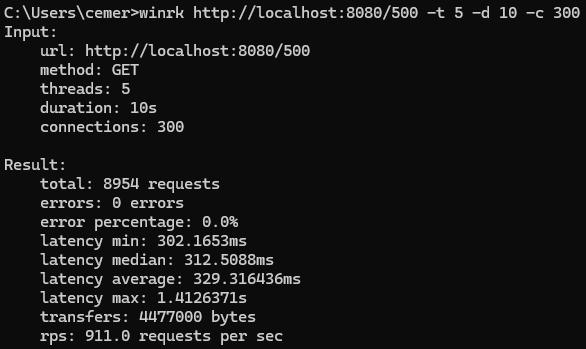 C:\Users\cemer>winrk http://localhost:8080/500 -t 5 -d 10 -c 300
Input:
    url: http://localhost:8080/500
    method: GET
    threads: 5
    duration: 10s
    connections: 300

Result:
    total: 8954 requests
    errors: 0 errors
    error percentage: 0.0%
    latency min: 302.1653ms
    latency median: 312.5088ms
    latency average: 329.316436ms
    latency max: 1.4126371s
    transfers: 4477000 bytes
    rps: 911.0 requests per sec